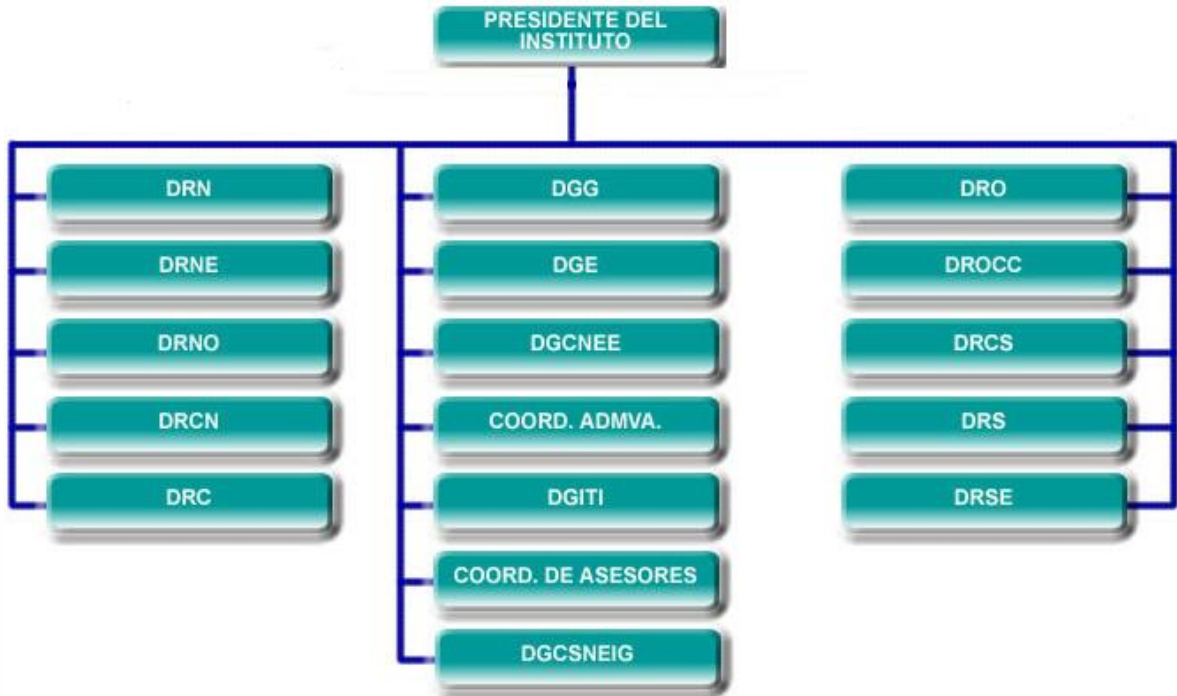 PRESIDENTE DEL
INSTITUTO
DRN
DRNE
DRNO
DRCN
DRC
DGG
DGE
DGCNEE
COORD. ADMVA.
DGITI
COORD. DE ASESORES
DGCSNEIG
DRO
DROCC
DRCS
DRS
DRSE